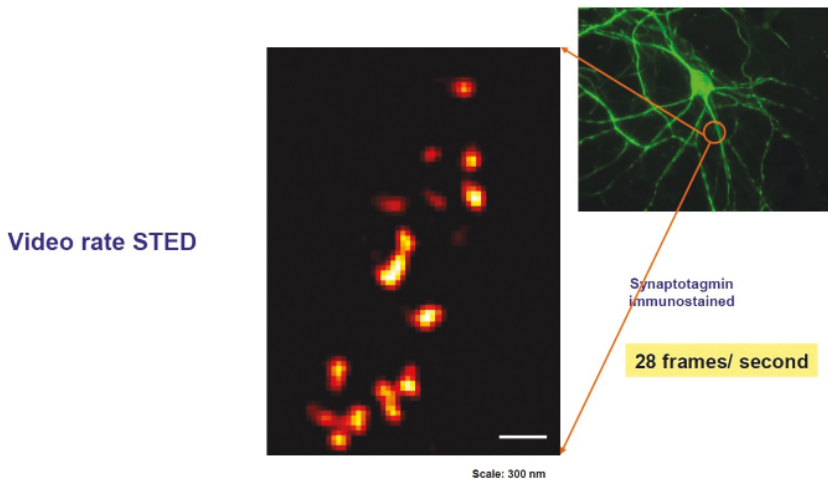 Video rate STED
Synaptotagmin
immunostained
28 frames/ second
Scale: 300 nm